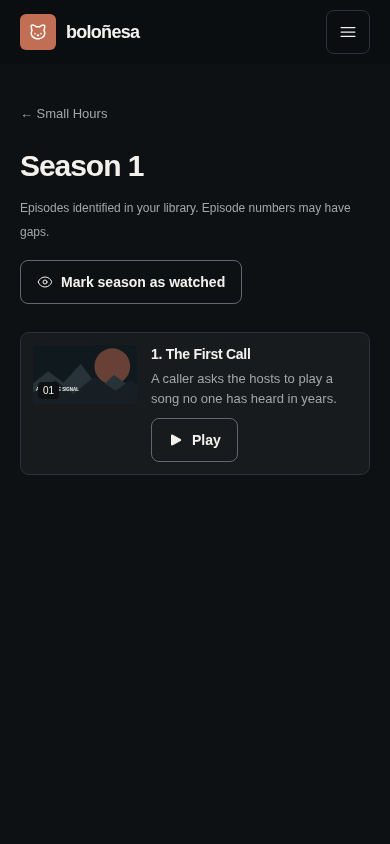 boloñesa
← Small Hours
Season 1
Episodes identified in your library. Episode numbers may have
gaps.
Mark season as watched
01
SIGNAL
1. The First Call
A caller asks the hosts to play a
song no one has heard in years.
Play